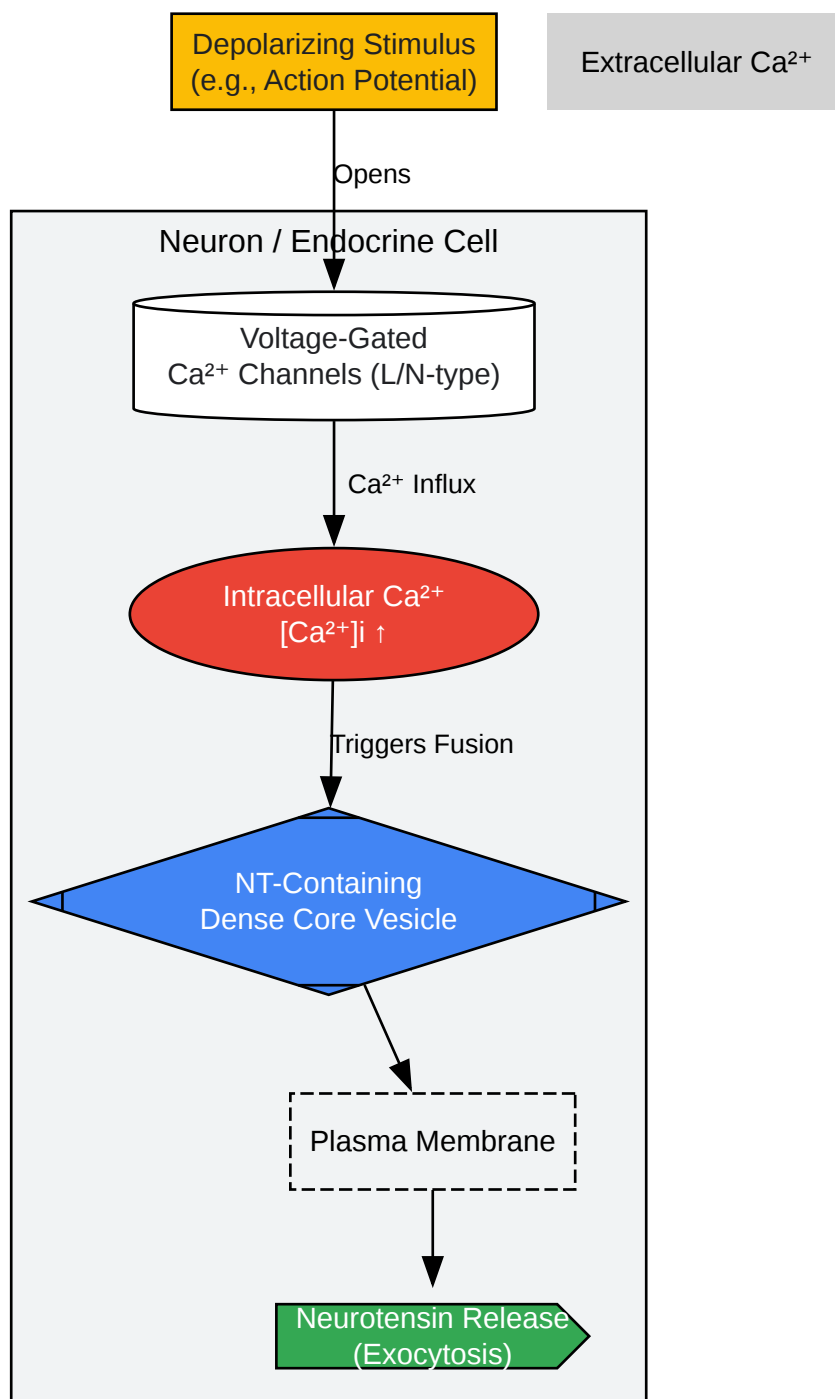 Depolarizing Stimulus
(e.g., Action Potential)
Extracellular Ca²⁺
Opens
Neuron / Endocrine Cell
Voltage-Gated
Ca²⁺ Channels (L/N-type)
Ca²⁺ Influx
Intracellular Ca²⁺
[Ca²⁺]i ↑
Triggers Fusion
NT-Containing
Dense Core Vesicle
Plasma Membrane
Neurotensin Release
(Exocytosis)